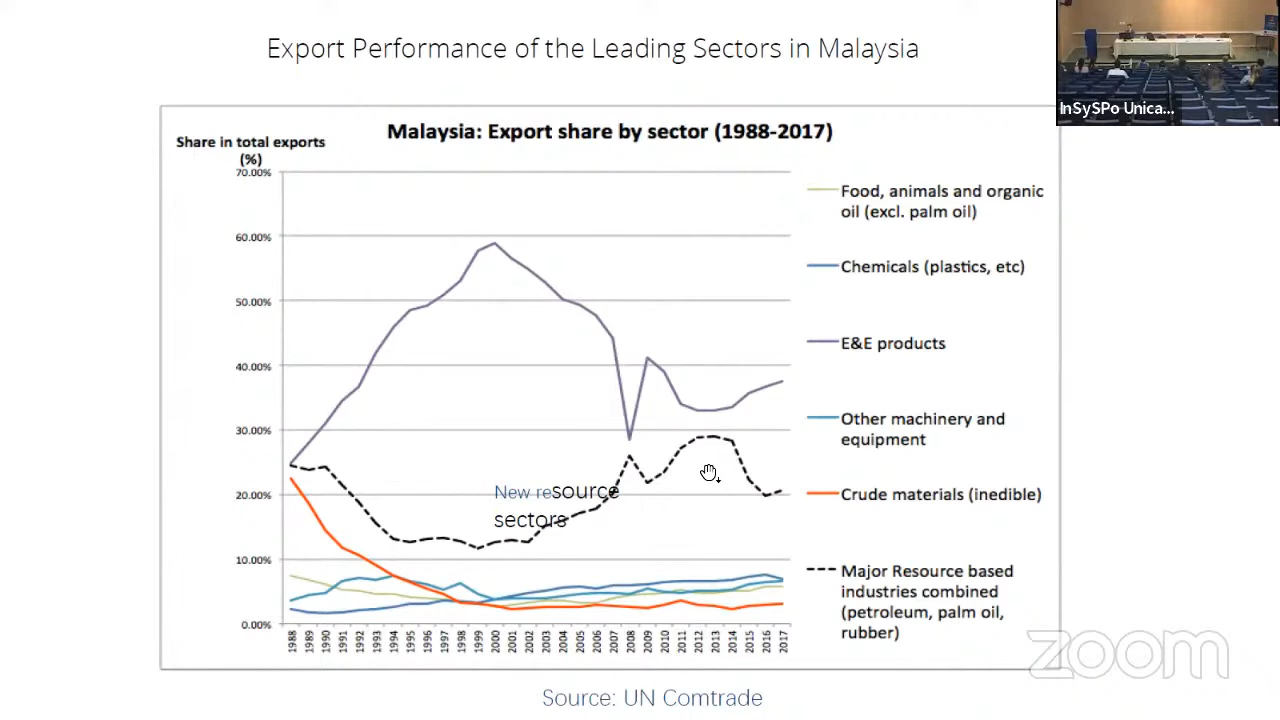 Export Performance of the Leading Sectors in Malaysia
InSySPo Unica...
Malaysia: Export share by sector (1988-2017)
Share in total exports
(%)
70.00%
60.00%
50.00%
40.00%
30.00%
20.00%
10.00%
0.00%
1988 1989 1990 1991 1992 1993 1994 1995 1996 1997 1998 1999 2000 2001 2002 2003 2004 2005 2006 2007 2008 2009 2010 2011 2012 2013 2014 2015 2016 2017
New resource
sectors
Food, animals and organic
oil (excl. palm oil)
Chemicals (plastics, etc)
E&E products
Other machinery and
equipment
Crude materials (inedible)
Major Resource based
industries combined
(petroleum, palm oil,
rubber)
zoom
Source: UN Comtrade